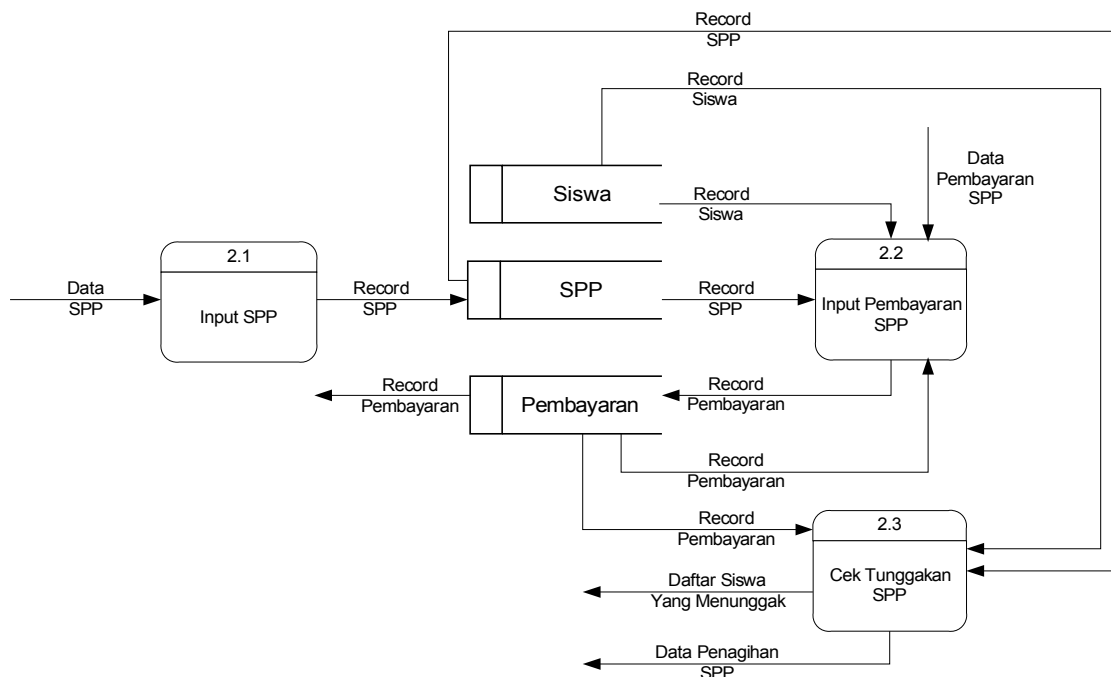 Record
SPP
Record
Siswa
Data
Pembayaran
SPP
Siswa
Record
Siswa
2.1
Input SPP
Data
SPP
Record
SPP
SPP
Record
SPP
2.2
Input Pembayaran
SPP
Record
Pembayaran
Pembayaran
Record
Pembayaran
Record
Pembayaran
Record
Pembayaran
2.3
Cek Tunggakan
SPP
Daftar Siswa
Yang Menunggak
Data Penagihan
SPP